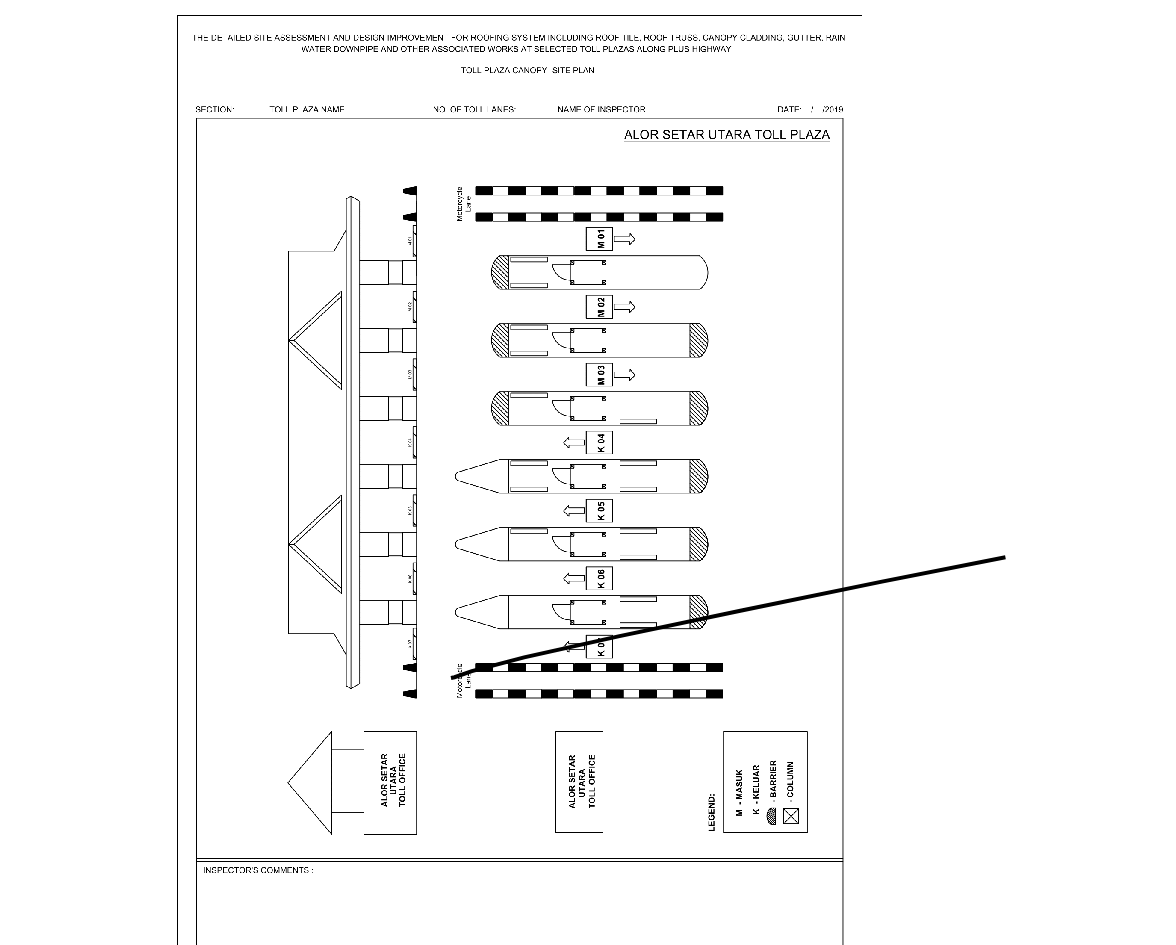 THE DETAILED SITE ASSESSMENT AND DESIGN IMPROVEMENT FOR ROOFING SYSTEM INCLUDING ROOF TILE, ROOF TRUSS, CANOPY CLADDING, GUTTER, RAIN
WATER DOWNPIPE AND OTHER ASSOCIATED WORKS AT SELECTED TOLL PLAZAS ALONG PLUS HIGHWAY
TOLL PLAZA CANOPY SITE PLAN
SECTION: TOLL PLAZA NAME NO. OF TOLL LANES: NAME OF INSPECTOR DATE: / /2019
ALOR SETAR UTARA TOLL PLAZA
Motorcycle
Lane
M 01
M 02
M 03
K 04
K 05
K 06
Motorcycle
Lane
ALOR SETAR
UTARA
TOLL OFFICE
ALOR SETAR
UTARA
TOLL OFFICE
LEGEND:
M - MASUK
K - KELUAR
- BARRIER
- COLUMN
INSPECTOR'S COMMENTS :